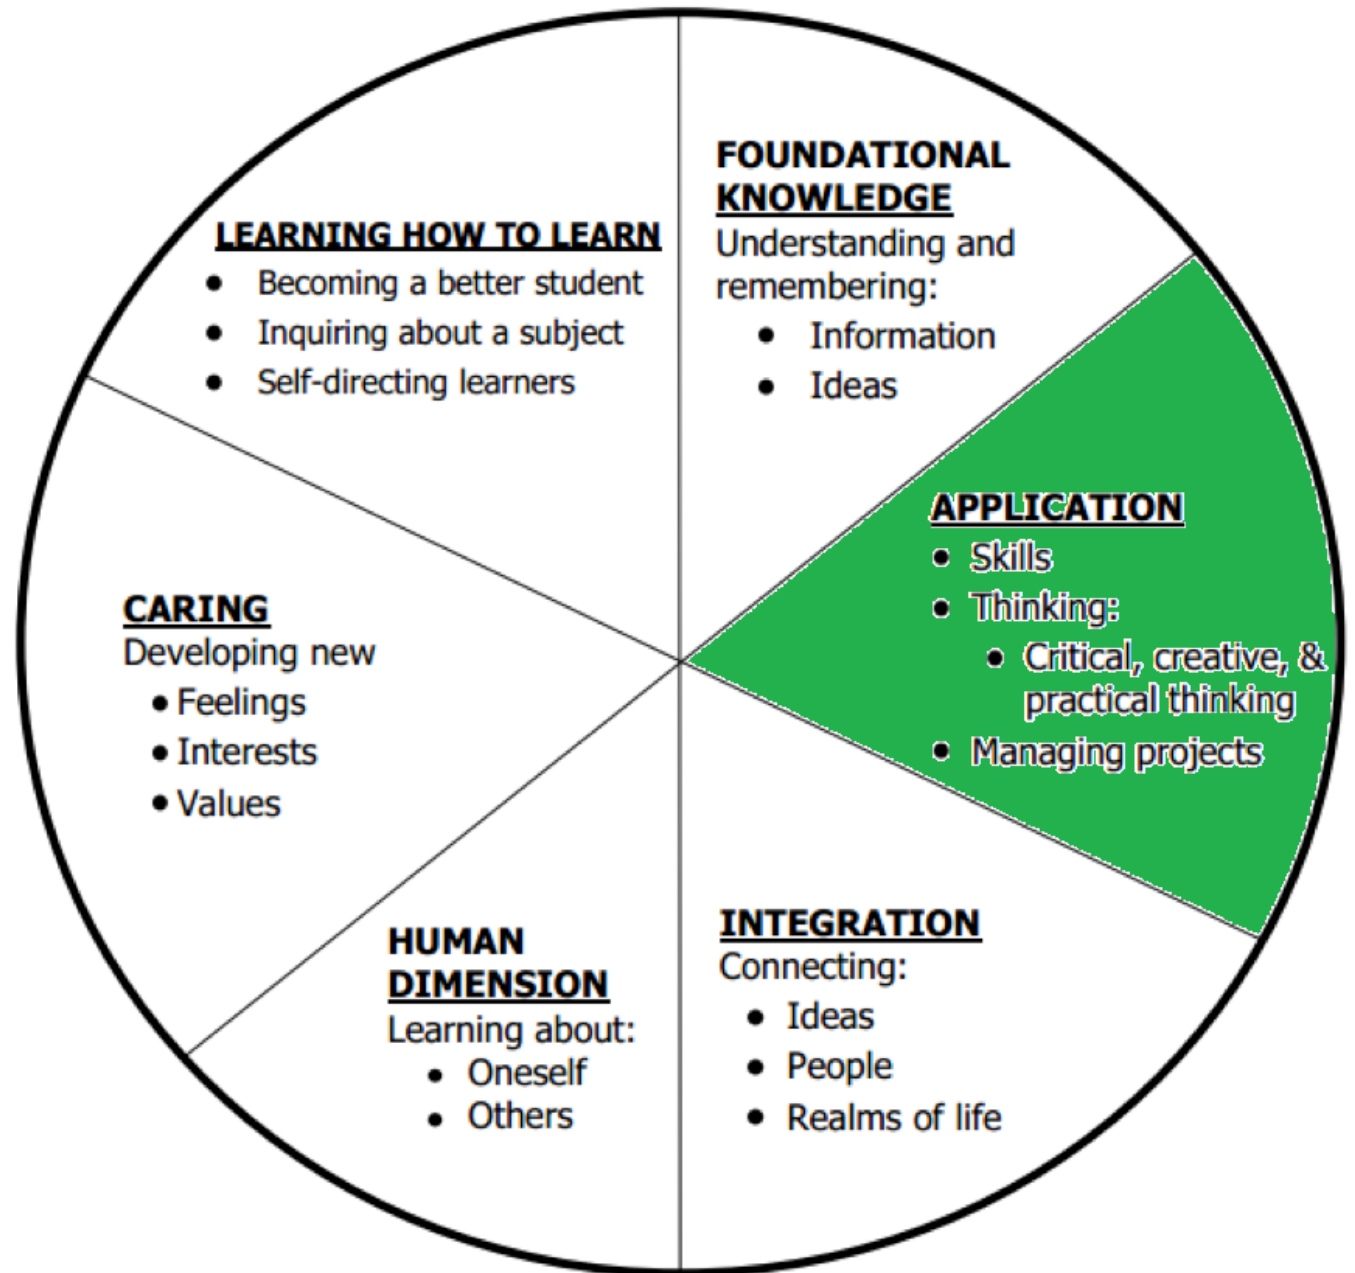 FOUNDATIONAL
KNOWLEDGE
Understanding and
remembering:
• Information
• Ideas
APPLICATION
• Skills
• Thinking:
• Critical, creative, &
practical thinking
• Managing projects
INTEGRATION
Connecting:
• Ideas
• People
• Realms of life
HUMAN
DIMENSION
Learning about:
• Oneself
• Others
CARING
Developing new
• Feelings
• Interests
• Values
LEARNING HOW TO LEARN
• Becoming a better student
• Inquiring about a subject
• Self-directing learners